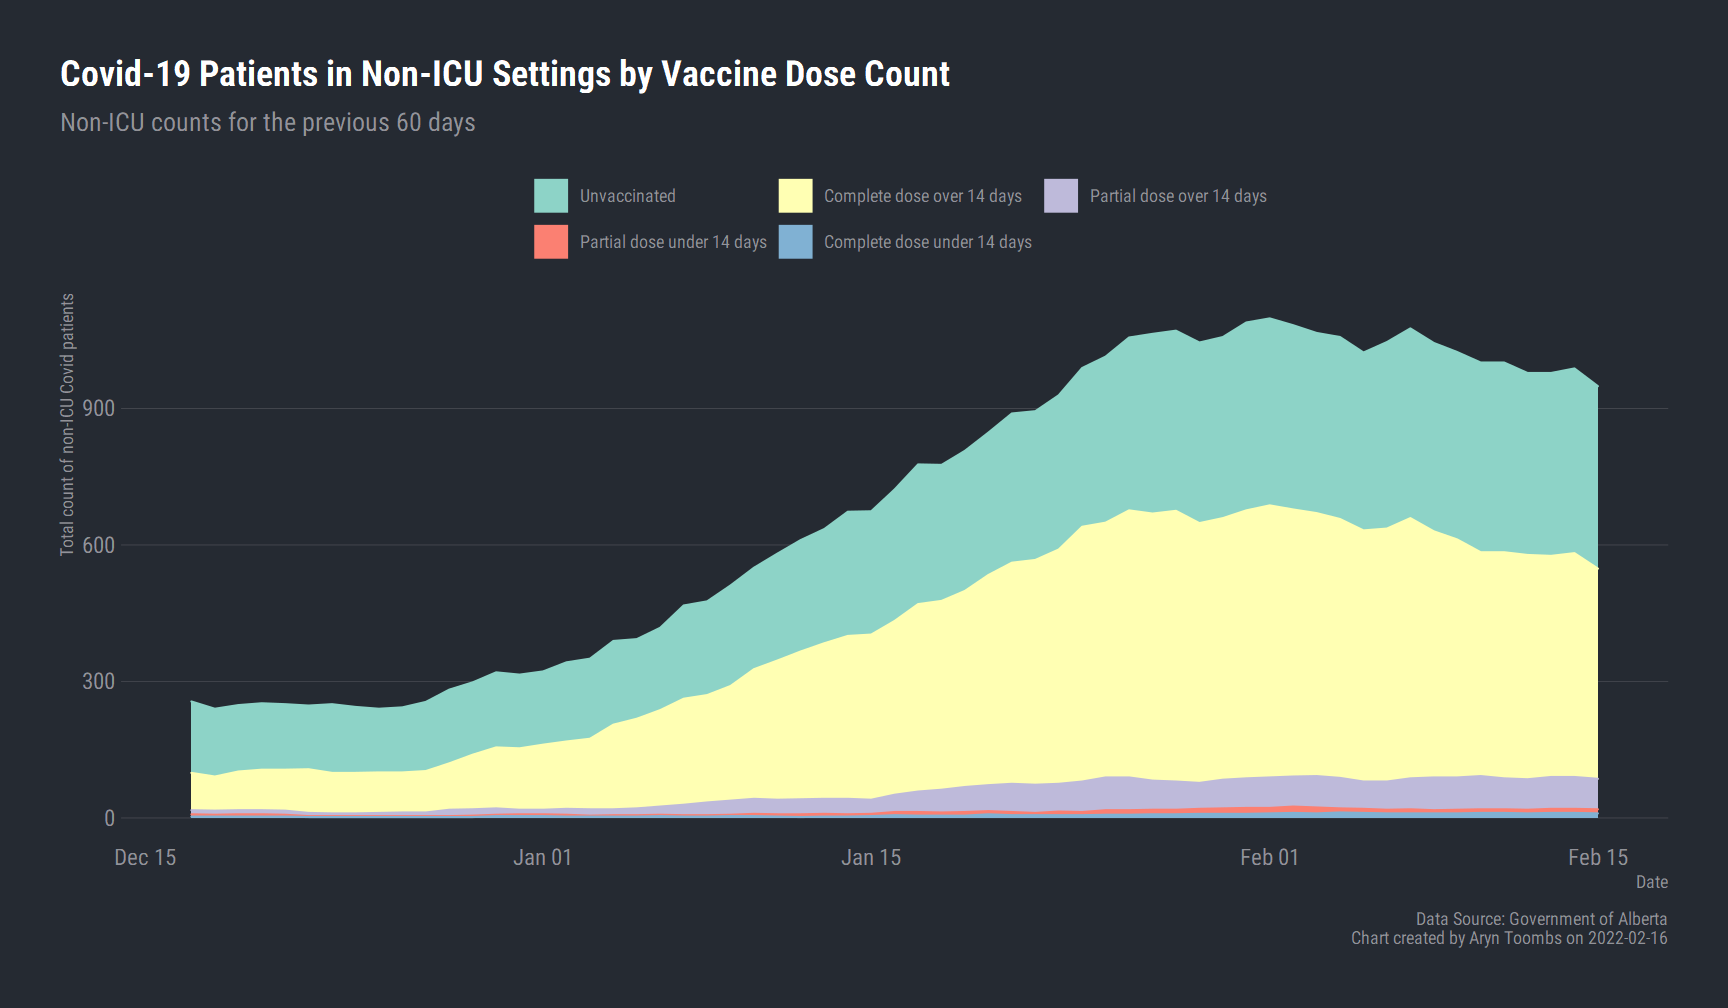 Covid-19 Patients in Non-ICU Settings by Vaccine Dose Count
Non-ICU counts for the previous 60 days
Unvaccinated
Complete dose over 14 days
Partial dose over 14 days
Partial dose under 14 days
Complete dose under 14 days
Total count of non-ICU Covid patients
900
600
300
0
Dec 15
Jan 01
Jan 15
Feb 01
Feb 15
Date
Data Source: Government of Alberta
Chart created by Aryn Toombs on 2022-02-16